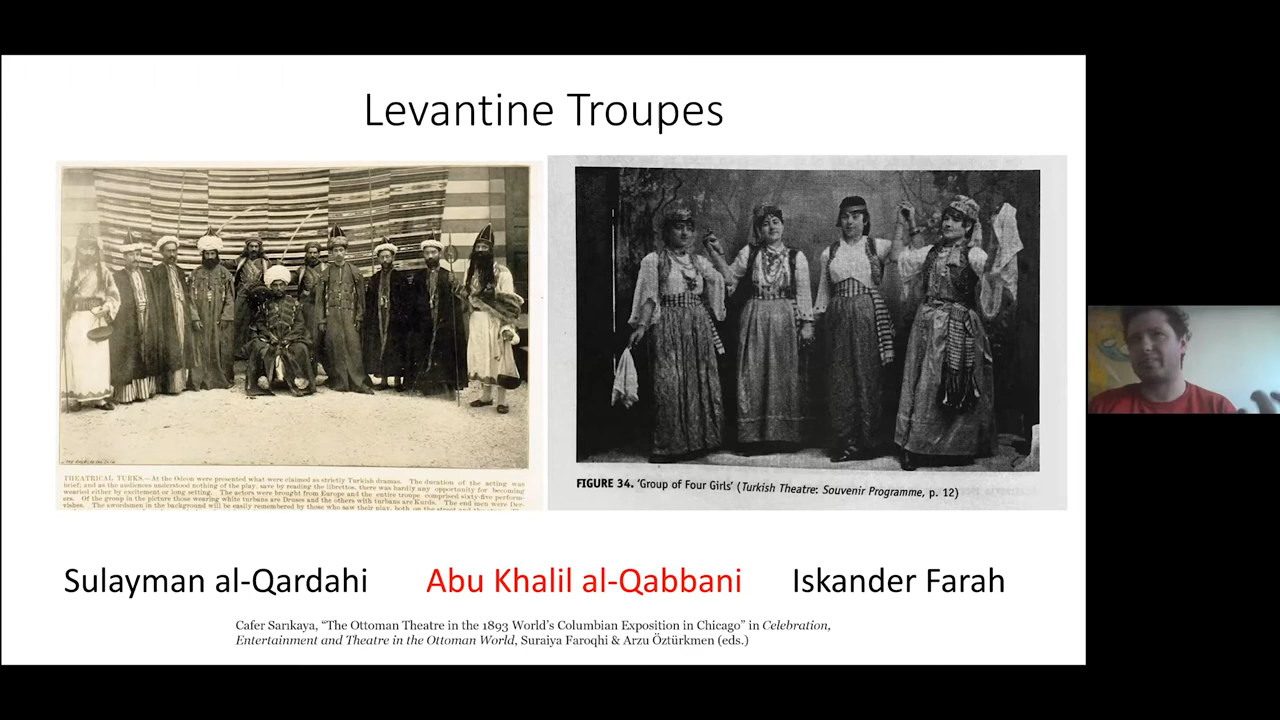 Levantine Troupes
THEATRICAL TURKS.—At the Odeon were presented what were claimed as strictly Turkish dramas. The duration of the acting was
brief; and as the audiences understood nothing of the play, save by reading the librettos, there was hardly any opportunity for becoming
wearied either by excitement or long setting. The actors were brought from Europe and the entire troupe comprised sixty-five perform-
ers. Of the group in the picture those wearing white turbans are Druses and the others with turbans are Kurds. The end men were Der-
vishes. The swordsmen in the background will be easily remembered by those who saw their play, both on the street and
FIGURE 34. 'Group of Four Girls' (Turkish Theatre: Souvenir Programme, p. 12)
Sulayman al-Qardahi
Abu Khalil al-Qabbani
Iskander Farah
Cafer Sarıkaya, “The Ottoman Theatre in the 1893 World’s Columbian Exposition in Chicago” in Celebration,
Entertainment and Theatre in the Ottoman World, Suraiya Faroqhi & Arzu Öztürkmen (eds.)